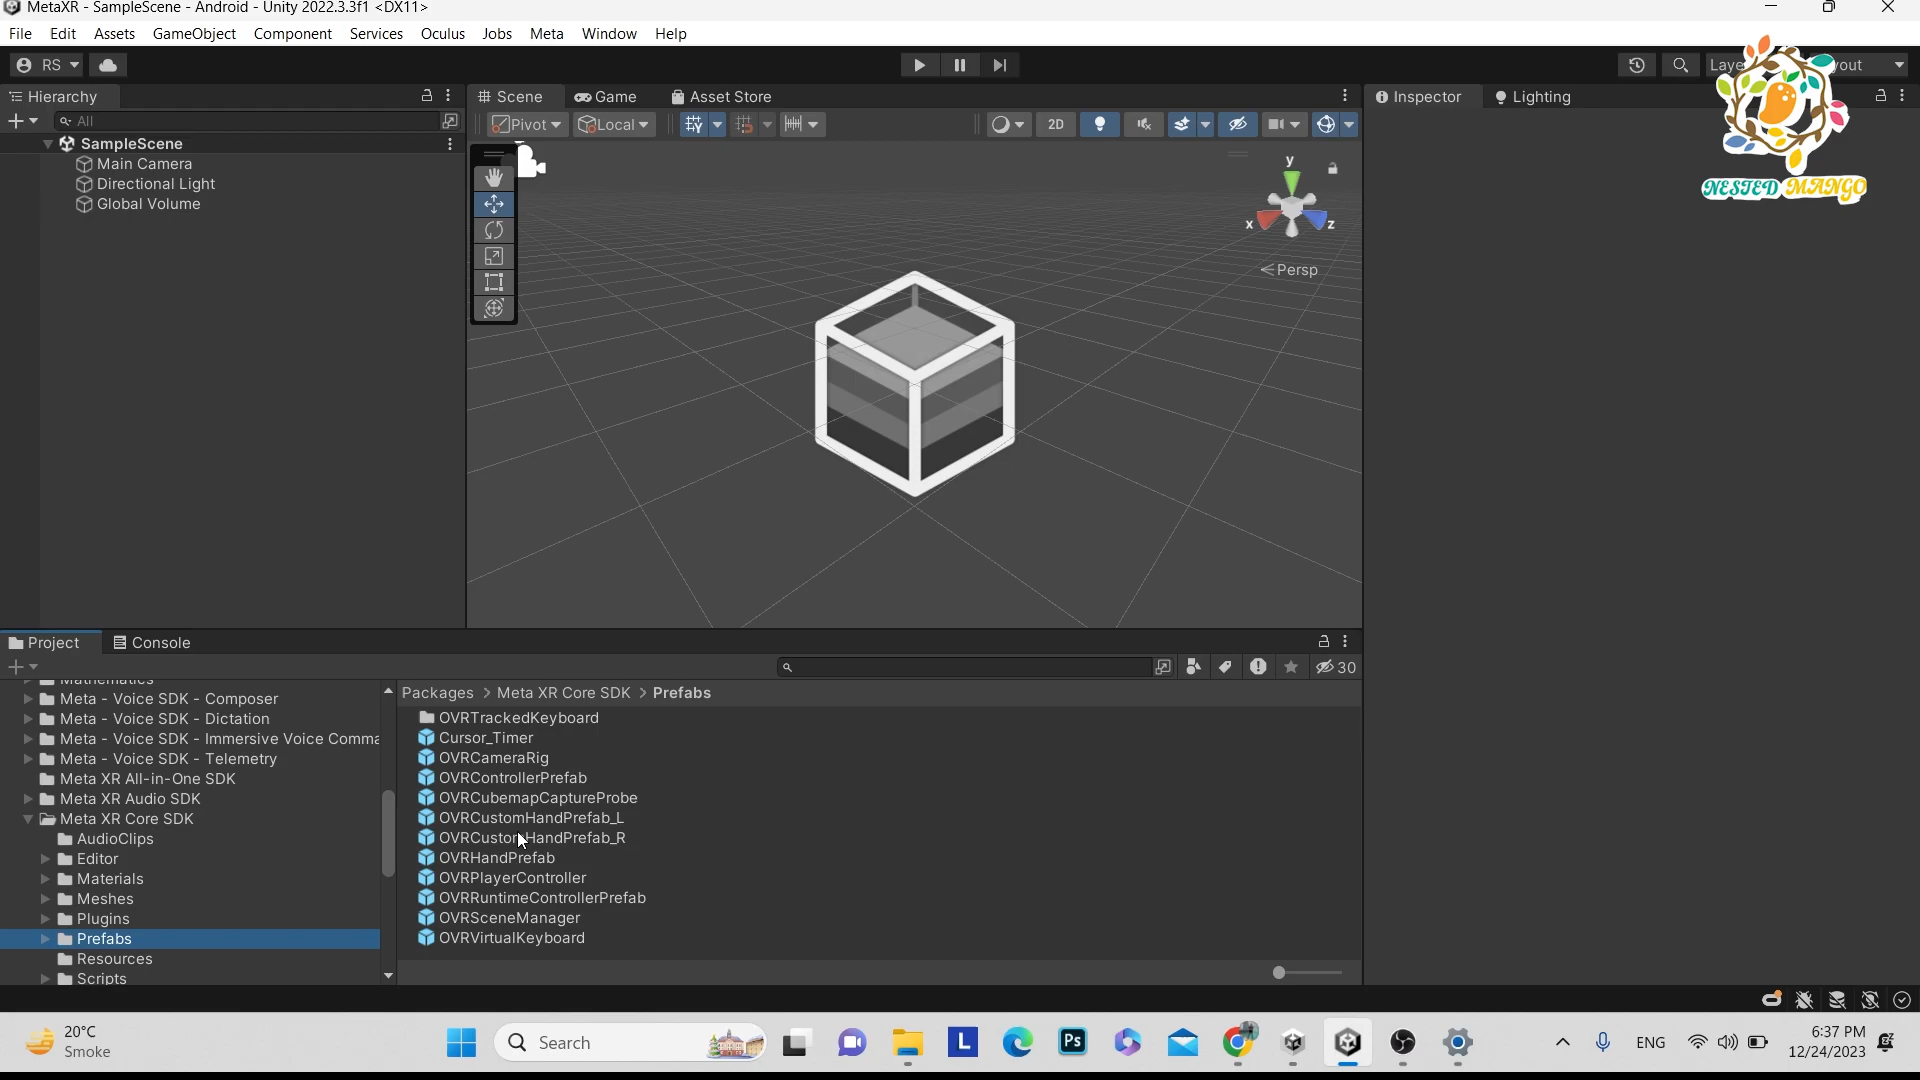 MetaXR - SampleScene - Android - Unity 2022.3.3f1 <DX11>
File Edit Assets GameObject Component Services Oculus Jobs Meta Window Help
RS
Hierarchy
Scene Game Asset Store
Inspector Lighting
All
Pivot Local 2D
SampleScene
Main Camera
Directional Light
Global Volume
y
x z
Persp
NESTED MANGO
Project Console
30
Meta - Voice SDK - Composer
Meta - Voice SDK - Dictation
Meta - Voice SDK - Immersive Voice Comma
Meta - Voice SDK - Telemetry
Meta XR All-in-One SDK
Meta XR Audio SDK
Meta XR Core SDK
AudioClips
Editor
Materials
Meshes
Plugins
Prefabs
Resources
Scripts
Packages > Meta XR Core SDK > Prefabs
OVRTrackedKeyboard
Cursor_Timer
OVRCameraRig
OVRControllerPrefab
OVRCubemapCaptureProbe
OVRCustomHandPrefab_L
OVRCustomHandPrefab_R
OVRHandPrefab
OVRPlayerController
OVRRuntimeControllerPrefab
OVRSceneManager
OVRVirtualKeyboard
20°C
Smoke
Search
L
Ps
ENG
6:37 PM
12/24/2023